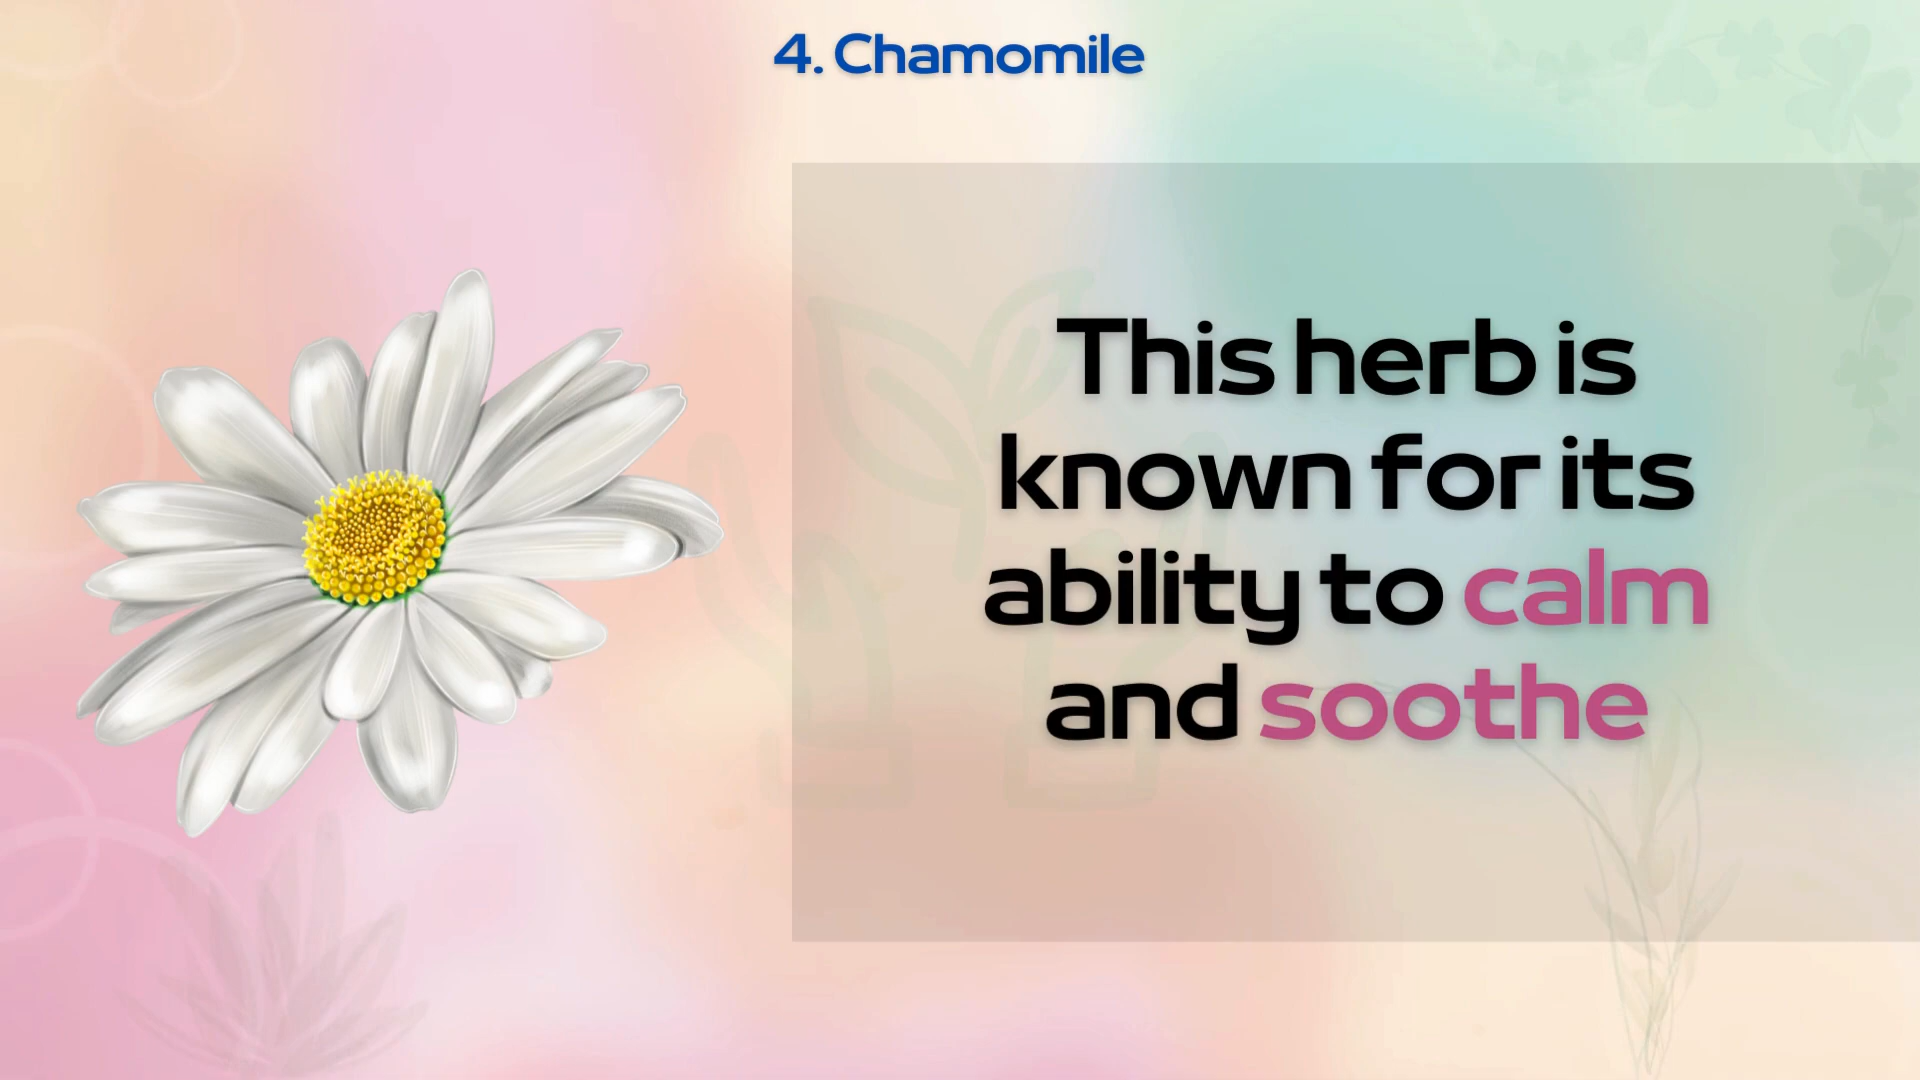 4. Chamomile
This herb is
known for its
ability to calm
and soothe